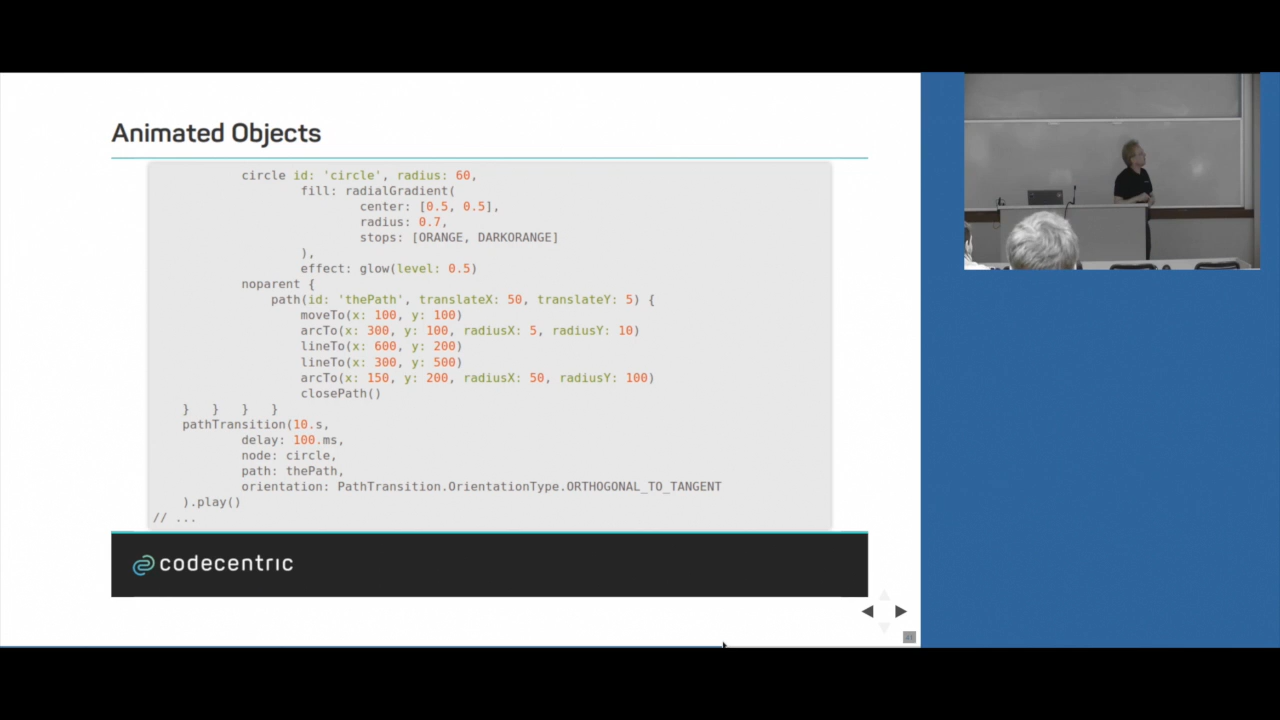 Animated Objects
circle id: 'circle', radius: 60,
fill: radialGradient(
center: [0.5, 0.5],
radius: 0.7,
stops: [ORANGE, DARKORANGE]
),
effect: glow(level: 0.5)
noparent {
path(id: 'thePath', translateX: 50, translateY: 5) {
moveTo(x: 100, y: 100)
arcTo(x: 300, y: 100, radiusX: 5, radiusY: 10)
lineTo(x: 600, y: 200)
lineTo(x: 300, y: 500)
arcTo(x: 150, y: 200, radiusX: 50, radiusY: 100)
closePath()
} } } }
pathTransition(10.s,
delay: 100.ms,
node: circle,
path: thePath,
orientation: PathTransition.OrientationType.ORTHOGONAL_TO_TANGENT
).play()
// ...
codecentric